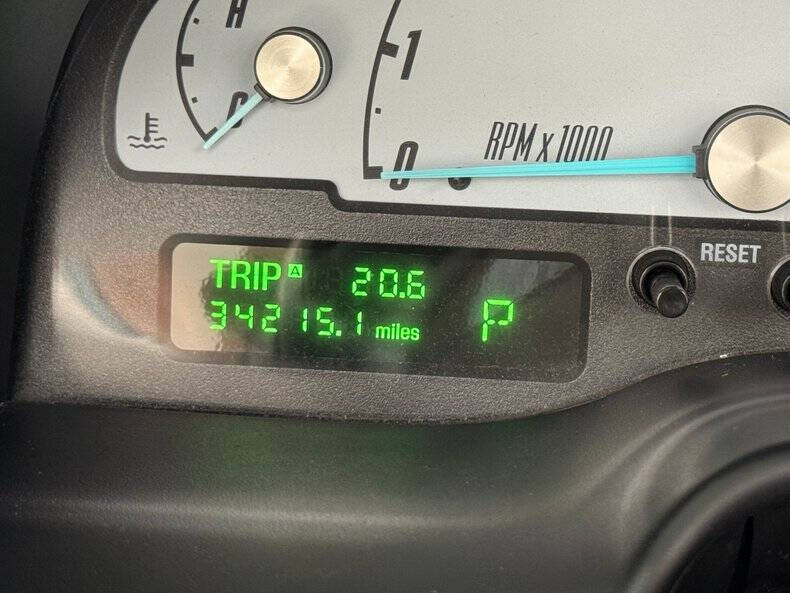 H
1
C
0
RPM x 1000
RESET
TRIP A 20.6
34215.1 miles P